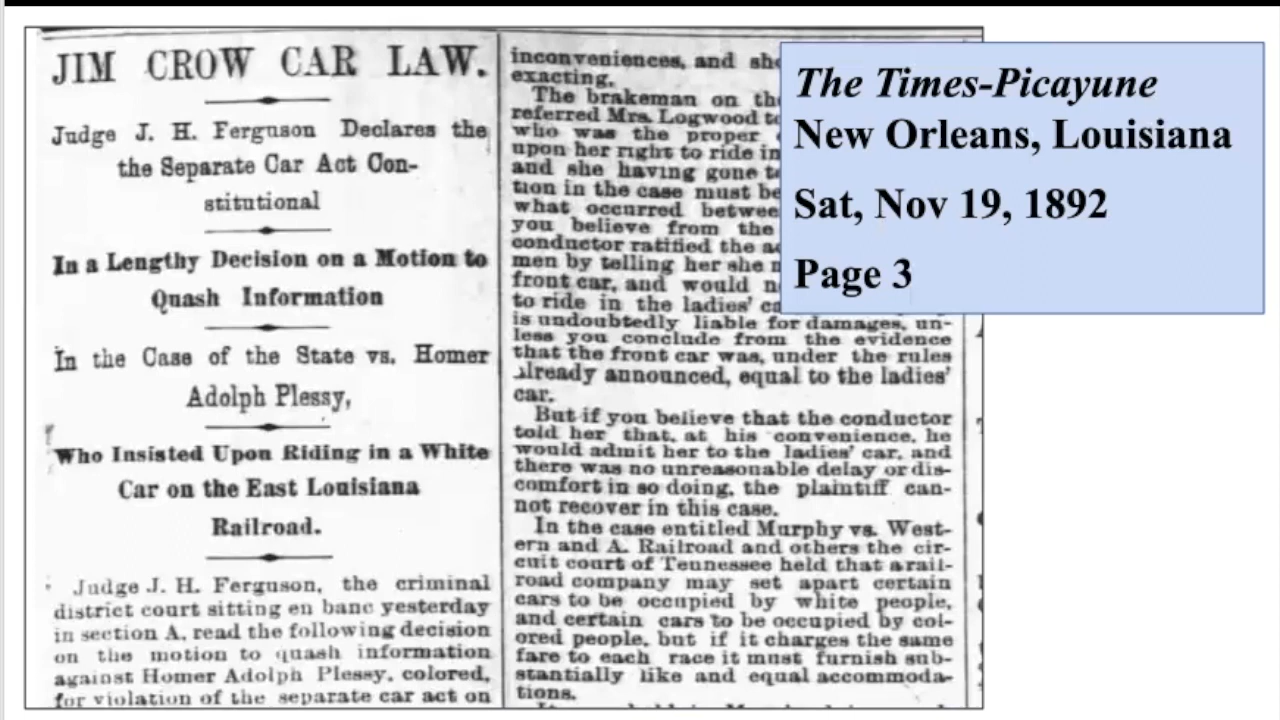 JIM CROW CAR LAW.
Judge J. H. Ferguson Declares the
the Separate Car Act Con-
stitutional
In a Lengthy Decision on a Motion to
Quash Information
In the Case of the State vs. Homer
Adolph Plessy,
Who Insisted Upon Riding in a White
Car on the East Louisiana
Railroad.
Judge J. H. Ferguson, the criminal
district court sitting en banc yesterday
in section A, read the following decision
on the motion to quash information
against Homer Adolph Plessy, colored,
for violation of the separate car act on
inconveniences, and she
exacting.
The brakeman on th
referred Mrs. Logwood to
who was the proper
upon her right to ride in
and she having gone t
tion in the case must be
what occurred betwee
you believe from the
conductor ratified the a
men by telling her she
front car, and would n
to ride in the ladies' ca
is undoubtedly liable for damages, un-
less you conclude from the evidence
that the front car was, under the rules
already announced, equal to the ladies'
car.
But if you believe that the conductor
told her that, at his convenience, he
would admit her to the ladies' car, and
there was no unreasonable delay or dis-
comfort in so doing, the plaintiff can-
not recover in this case.
In the case entitled Murphy vs. West-
ern and A. Railroad and others the cir-
cuit court of Tennessee held that a rail-
road company may set apart certain
cars to be occupied by white people,
and certain cars to be occupied by col-
ored people, but if it charges the same
fare to each race it must furnish sub-
stantially like and equal accommoda-
tions.
The Times-Picayune
New Orleans, Louisiana
Sat, Nov 19, 1892
Page 3